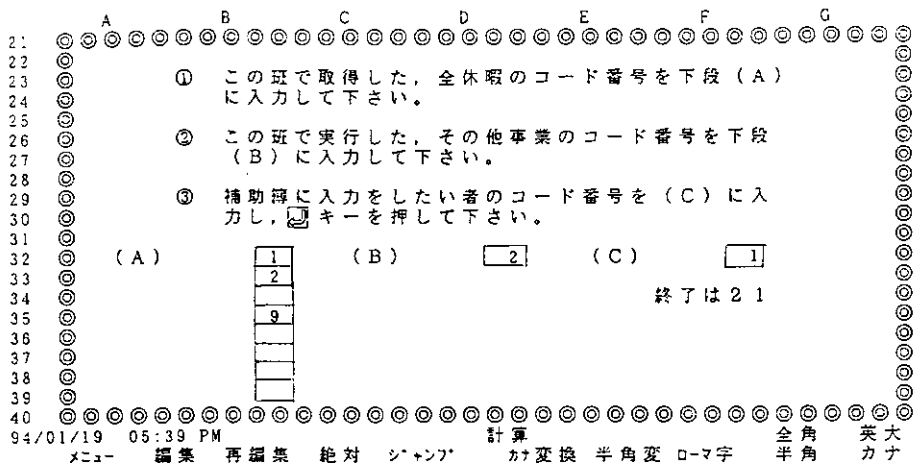 A B C D E F G
21 ◎◎◎◎◎◎◎◎◎◎◎◎◎◎◎◎◎◎◎◎◎◎◎◎◎◎◎◎◎◎◎◎◎◎◎◎
22 ◎ ◎
23 ◎ ① この班で取得した，全休暇のコード番号を下段（A） ◎
24 ◎ に入力して下さい。 ◎
25 ◎ ◎
26 ◎ ② この班で実行した，その他事業のコード番号を下段 ◎
27 ◎ （B）に入力して下さい。 ◎
28 ◎ ◎
29 ◎ ③ 補助簿に入力をしたい者のコード番号を（C）に入 ◎
30 ◎ 力し，キーを押して下さい。 ◎
31 ◎ ◎
32 ◎ （A） 1 （B） 2 （C） 1 ◎
33 ◎ 2 ◎
34 ◎ 終了は21 ◎
35 ◎ 9 ◎
36 ◎ ◎
37 ◎ ◎
38 ◎ ◎
39 ◎ ◎
40 ◎◎◎◎◎◎◎◎◎◎◎◎◎◎◎◎◎◎◎◎◎◎◎◎◎◎◎◎◎◎◎◎◎◎◎◎
94/01/19 05:39 PM 計算 全角 英大
ﾒﾆｭｰ 編集 再編集 絶対 ｼﾞｬﾝﾌﾟ ｶﾅ変換 半角変 ﾛｰﾏ字 半角 カナ